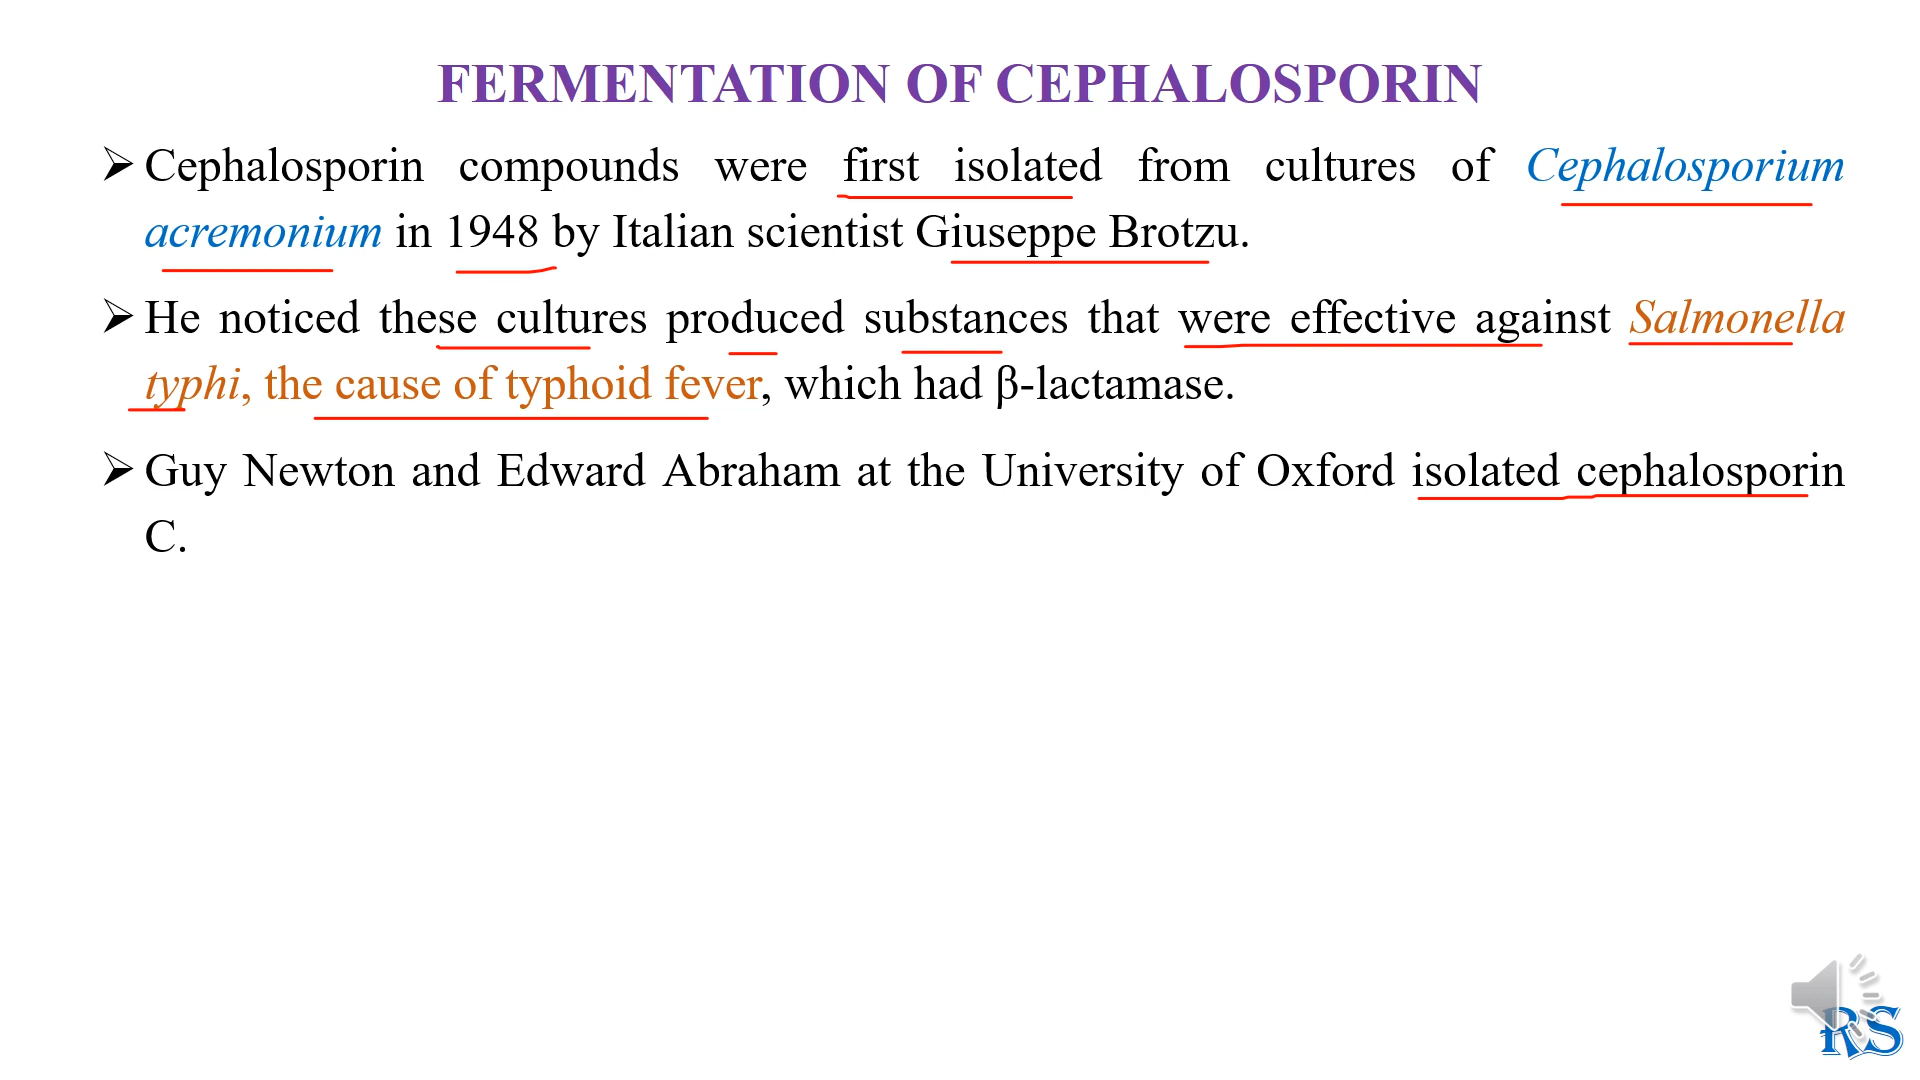 FERMENTATION OF CEPHALOSPORIN
➢ Cephalosporin compounds were first isolated from cultures of Cephalosporium
acremonium in 1948 by Italian scientist Giuseppe Brotzu.
➢ He noticed these cultures produced substances that were effective against Salmonella
typhi, the cause of typhoid fever, which had β-lactamase.
➢ Guy Newton and Edward Abraham at the University of Oxford isolated cephalosporin
C.
RS